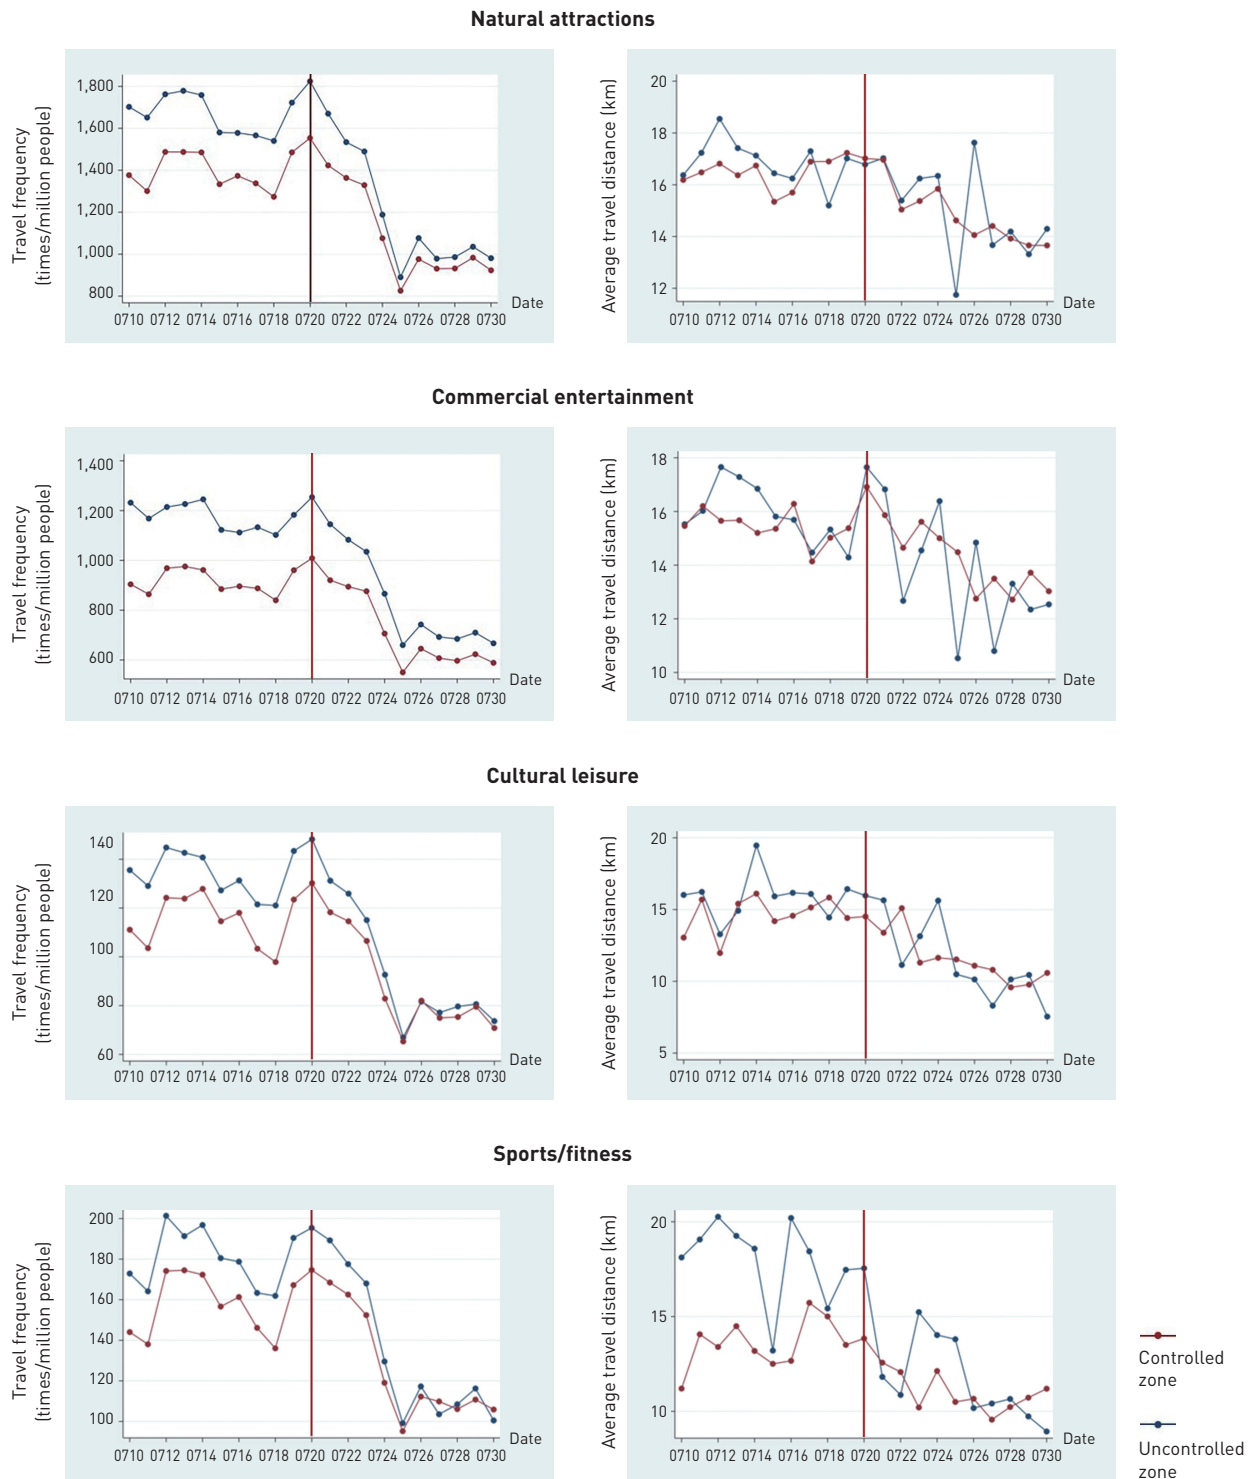 Natural attractions
Travel frequency
(times/million people)
1,800
1,600
1,400
1,200
1,000
800
0710 0712 0714 0716 0718 0720 0722 0724 0726 0728 0730
Date
Average travel distance (km)
20
18
16
14
12
0710 0712 0714 0716 0718 0720 0722 0724 0726 0728 0730
Date
Commercial entertainment
Travel frequency
(times/million people)
1,400
1,200
1,000
800
600
0710 0712 0714 0716 0718 0720 0722 0724 0726 0728 0730
Date
Average travel distance (km)
18
16
14
12
10
0710 0712 0714 0716 0718 0720 0722 0724 0726 0728 0730
Date
Cultural leisure
Travel frequency
(times/million people)
140
120
100
80
60
0710 0712 0714 0716 0718 0720 0722 0724 0726 0728 0730
Date
Average travel distance (km)
20
15
10
5
0710 0712 0714 0716 0718 0720 0722 0724 0726 0728 0730
Date
Sports/fitness
Travel frequency
(times/million people)
200
180
160
140
120
100
0710 0712 0714 0716 0718 0720 0722 0724 0726 0728 0730
Date
Average travel distance (km)
20
15
10
0710 0712 0714 0716 0718 0720 0722 0724 0726 0728 0730
Date
Controlled
zone
Uncontrolled
zone